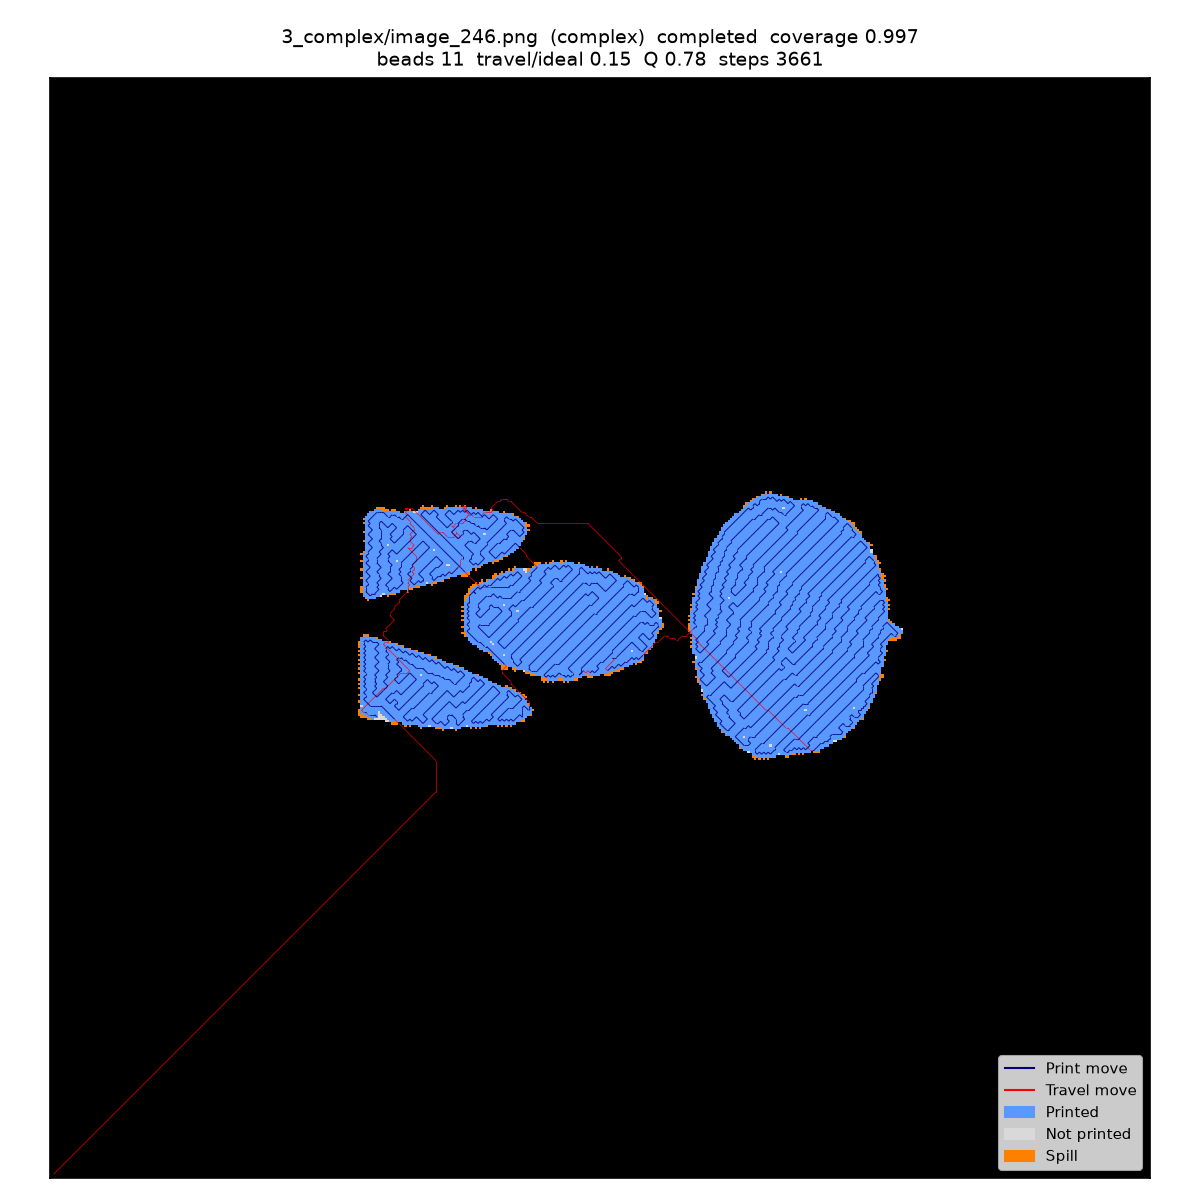 3_complex/image_246.png  (complex)  completed  coverage 0.997
beads 11  travel/ideal 0.15  Q 0.78  steps 3661
Print move
Travel move
Printed
Not printed
Spill